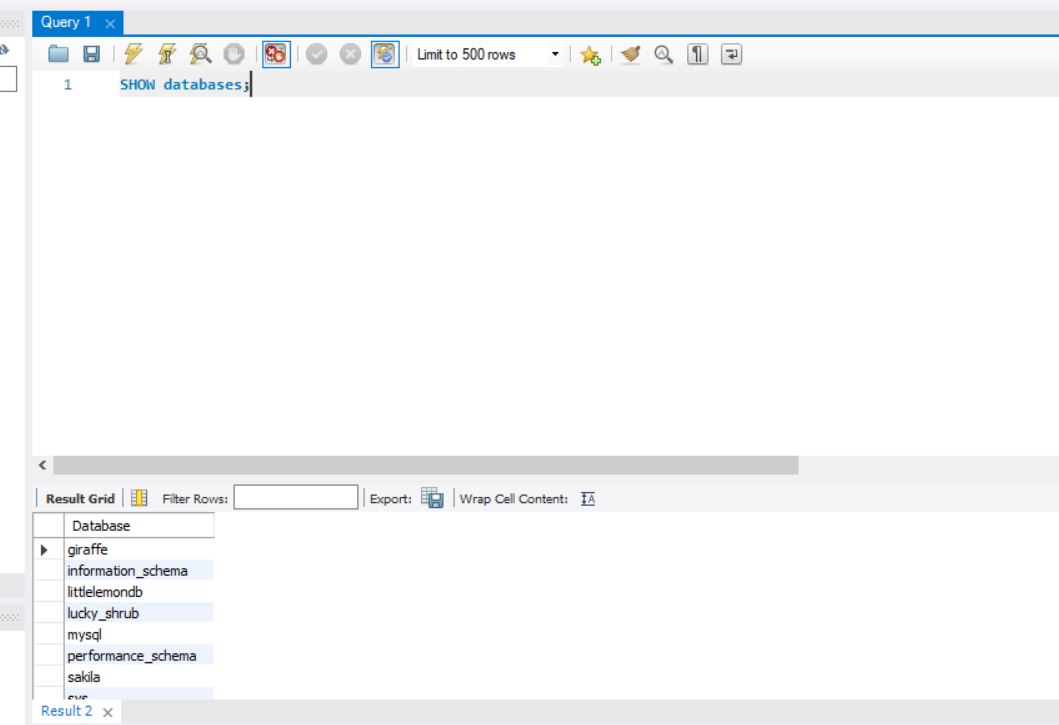 Query 1
Limit to 500 rows
1 SHOW databases;
Result Grid Filter Rows: Export: Wrap Cell Content:
Database
giraffe
information_schema
littlelemondb
lucky_shrub
mysql
performance_schema
sakila
sys
Result 2